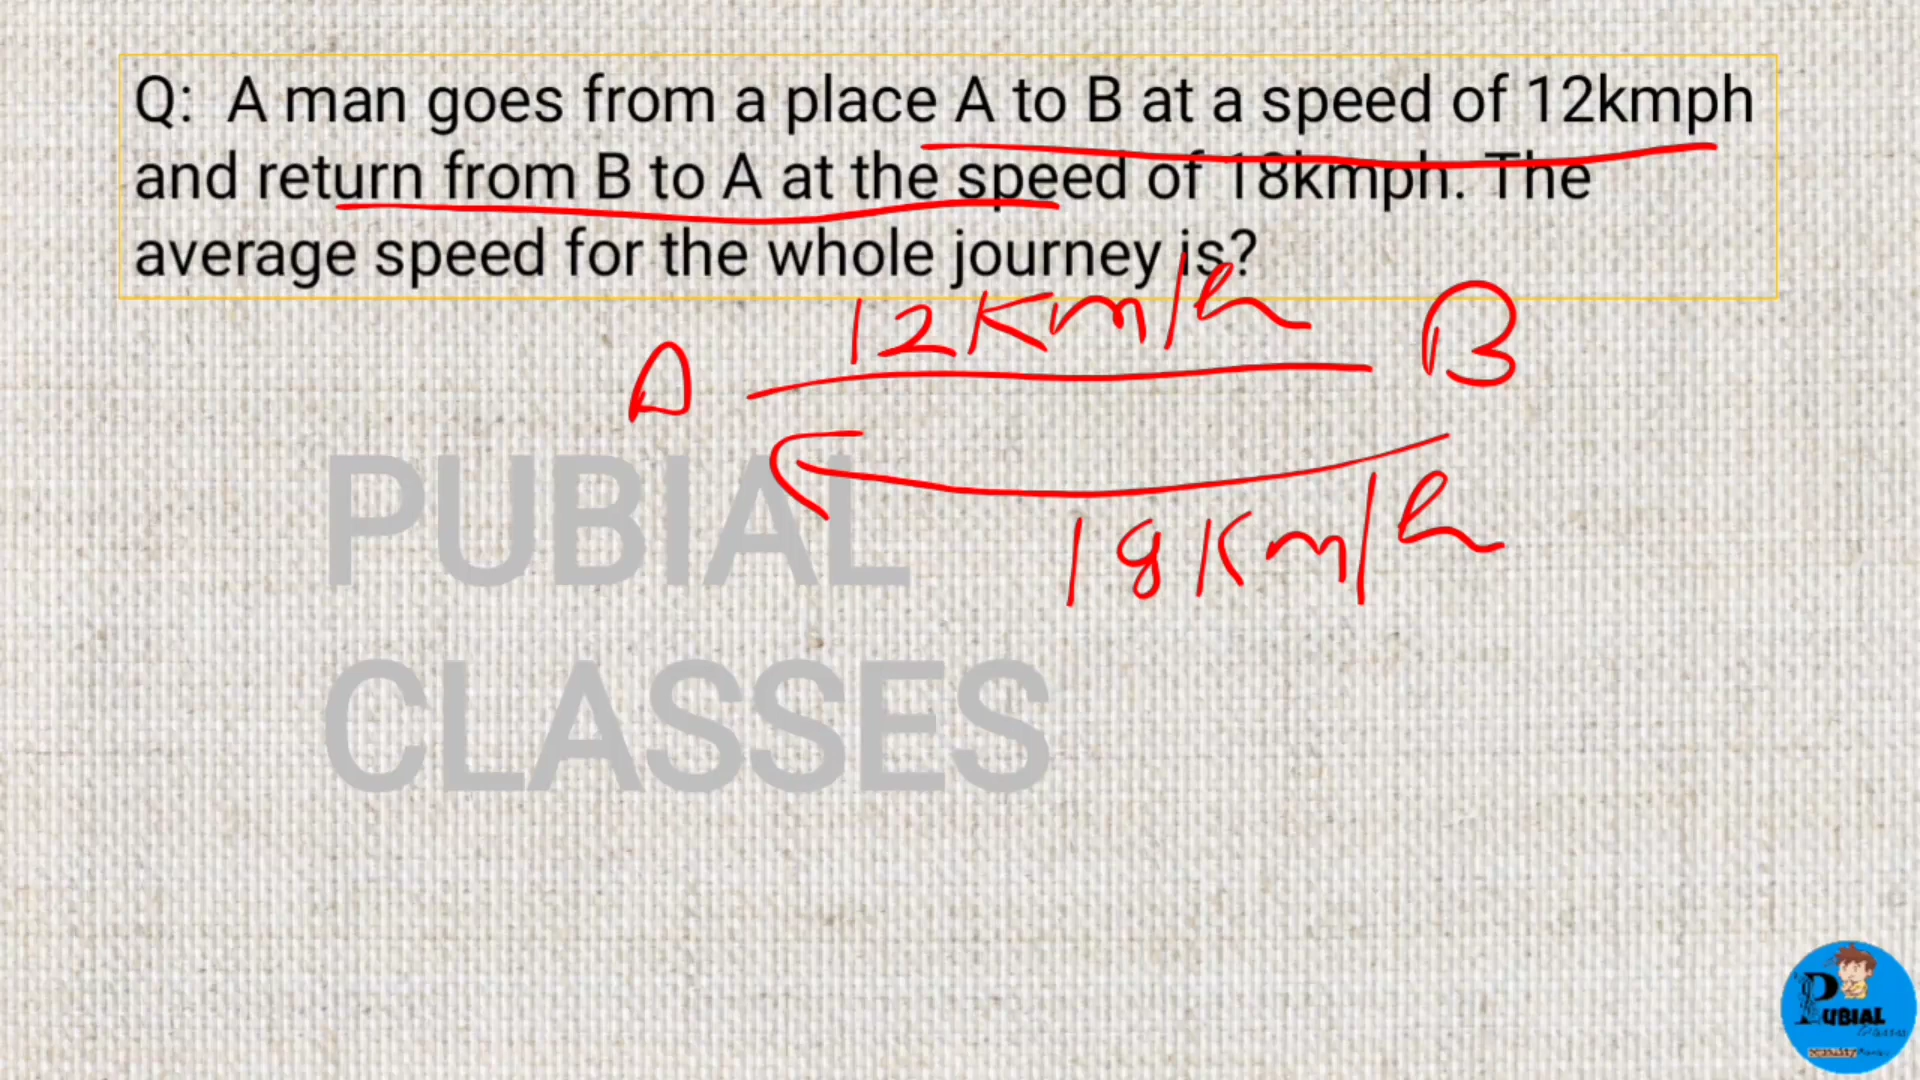 Q: A man goes from a place A to B at a speed of 12kmph
and return from B to A at the speed of 18kmph. The
average speed for the whole journey is?
12Km/h
A
B
18Km/h
PUBIAL
CLASSES
PUBIAL